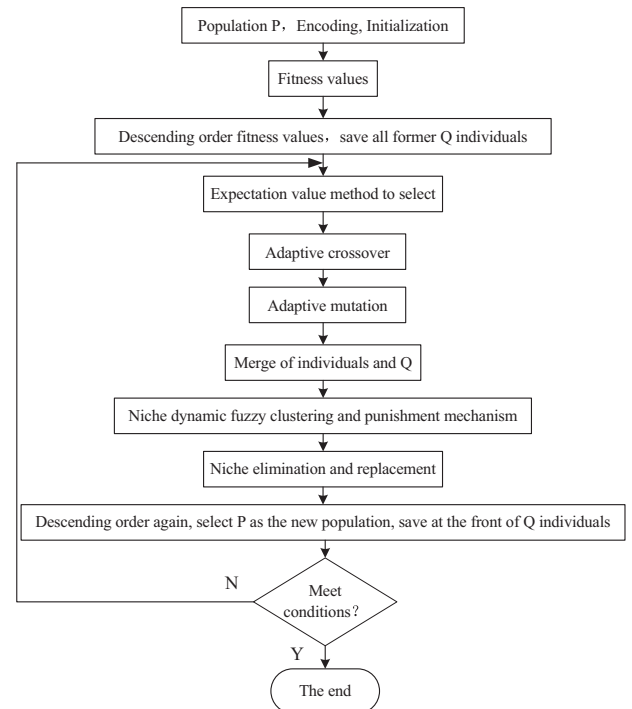 Population P，Encoding, Initialization
Fitness values
Descending order fitness values，save all former Q individuals
Expectation value method to select
Adaptive crossover
Adaptive mutation
Merge of individuals and Q
Niche dynamic fuzzy clustering and punishment mechanism
Niche elimination and replacement
Descending order again, select P as the new population, save at the front of Q individuals
N
Meet
conditions?
Y
The end